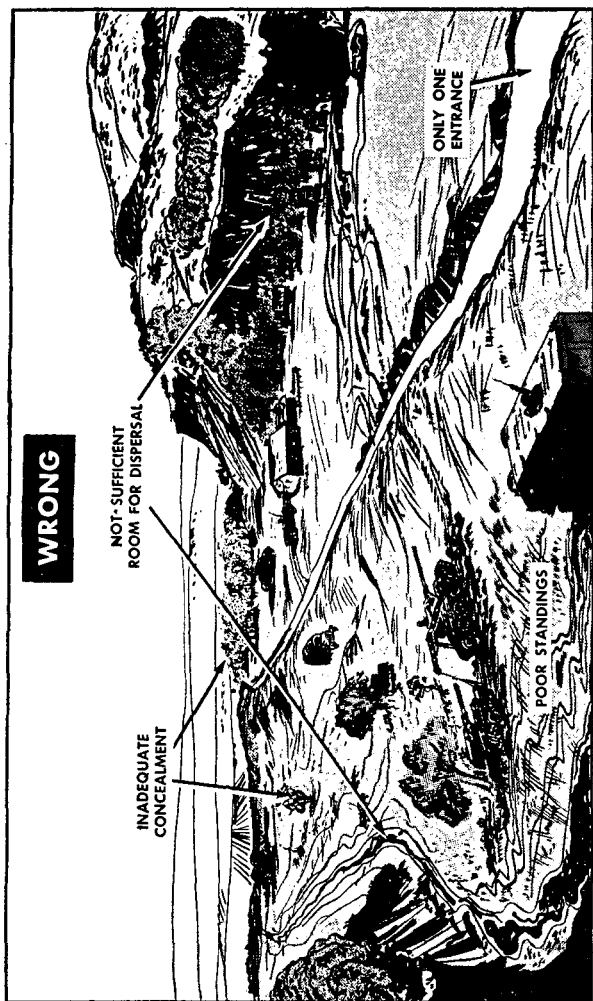 WRONG
INADEQUATE
CONCEALMENT
NOT SUFFICIENT
ROOM FOR DISPERSAL
POOR STANDINGS
ONLY ONE
ENTRANCE